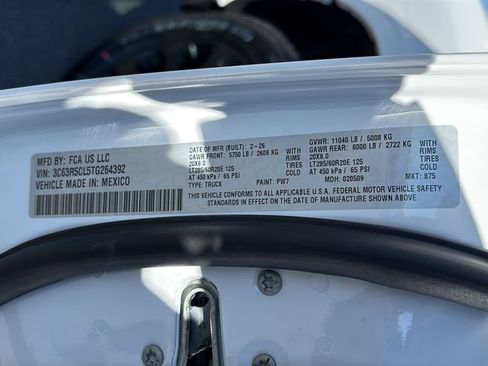 MFD BY: FCA US LLC
VIN: 3C63R5CL5TG264392
VEHICLE MADE IN: MEXICO
DATE OF MFR (BUILT): 2-26
GAWR FRONT: 5750 LB / 2609 KG
20X8.0 WITH RIMS
LT285/60R20E 125 TIRES
AT 450 kPa / 65 PSI COLD
TYPE: TRUCK PAINT: PW7
GVWR: 11040 LB / 5008 KG
GAWR REAR: 6000 LB / 2722 KG
20X8.0 WITH RIMS
LT285/60R20E 125 TIRES
AT 450 kPa / 65 PSI COLD
MDH: 020509 MKT: 875
THIS VEHICLE CONFORMS TO ALL APPLICABLE FEDERAL MOTOR VEHICLE SAFETY
STANDARDS IN EFFECT ON THE DATE OF MANUFACTURE SHOWN ABOVE.